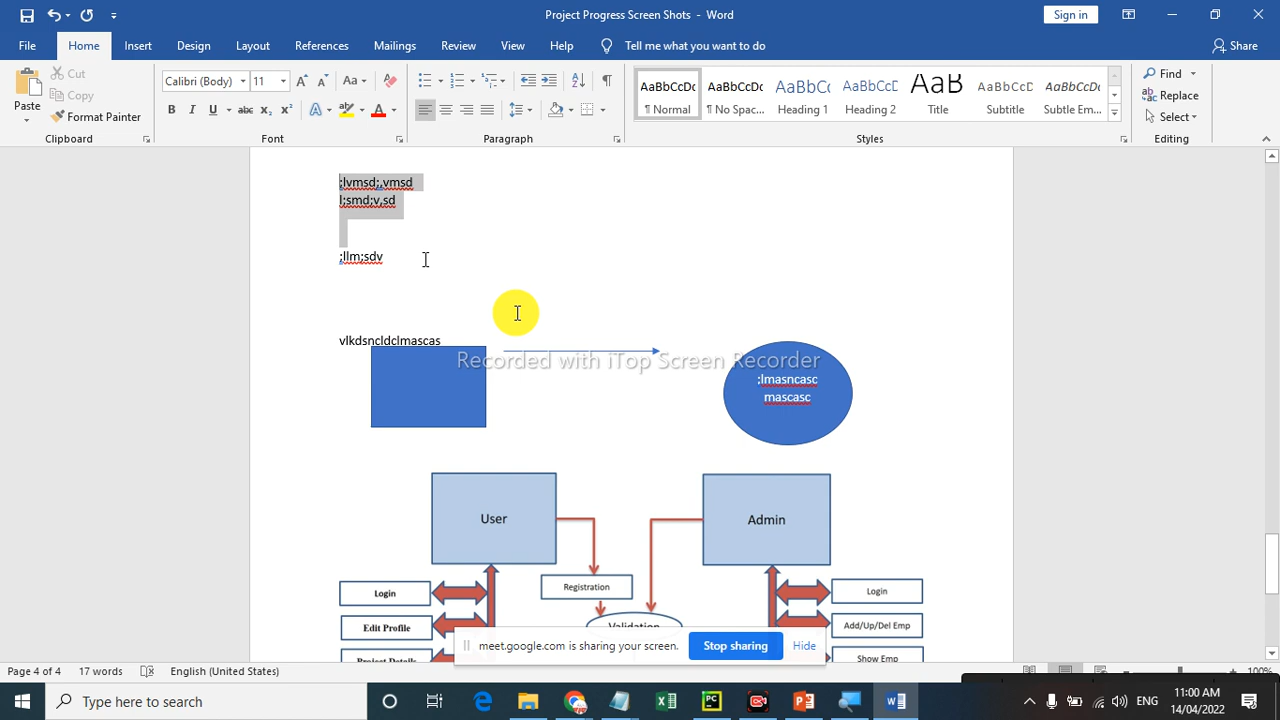 Project Progress Screen Shots - Word
Sign in
File Home Insert Design Layout References Mailings Review View Help Tell me what you want to do Share
Paste
Cut
Copy
Format Painter
Clipboard
Calibri (Body) 11
Font
Paragraph
AaBbCcDc AaBbCcDc AaBbCc AaBbCcD AaB AaBbCcD AaBbCcDc
¶ Normal ¶ No Spac... Heading 1 Heading 2 Title Subtitle Subtle Em...
Styles
Find
Replace
Select
Editing
;lvmsd;,vmsd
l;smd;v,sd
;llm;sdv
vlkdsncldclmascas
Recorded with iTop Screen Recorder
;lmasncasc
mascasc
User
Admin
Registration
Validation
Login
Edit Profile
Project Details
Login
Add/Up/Del Emp
Show Emp
meet.google.com is sharing your screen. Stop sharing Hide
Page 4 of 4 17 words English (United States) 100%
Type here to search
ENG
11:00 AM
14/04/2022